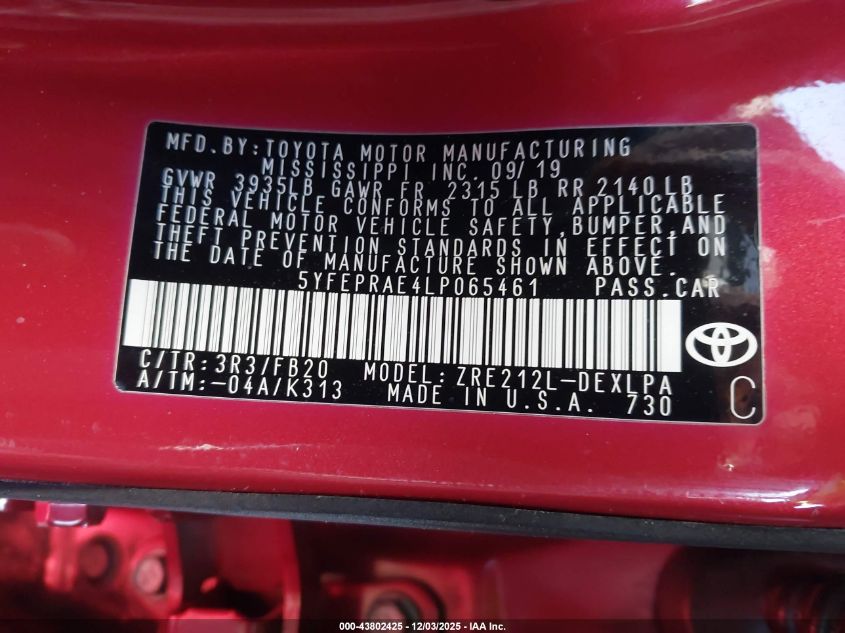 MFD. BY: TOYOTA MOTOR MANUFACTURING
MISSISSIPPI INC. 09/19
GVWR 3935LB GAWR FR 2315 LB RR 2140 LB
THIS VEHICLE CONFORMS TO ALL APPLICABLE
FEDERAL MOTOR VEHICLE SAFETY, BUMPER, AND
THEFT PREVENTION STANDARDS IN EFFECT ON
THE DATE OF MANUFACTURE SHOWN ABOVE.
5YFEPRAE4LP065461 PASS. CAR
C/TR: 3R3/FB20 MODEL: ZRE212L-DEXLPA
A/TM: -04A/K313 MADE IN U.S.A. 730
C
000-43802425 - 12/03/2025 - IAA Inc.